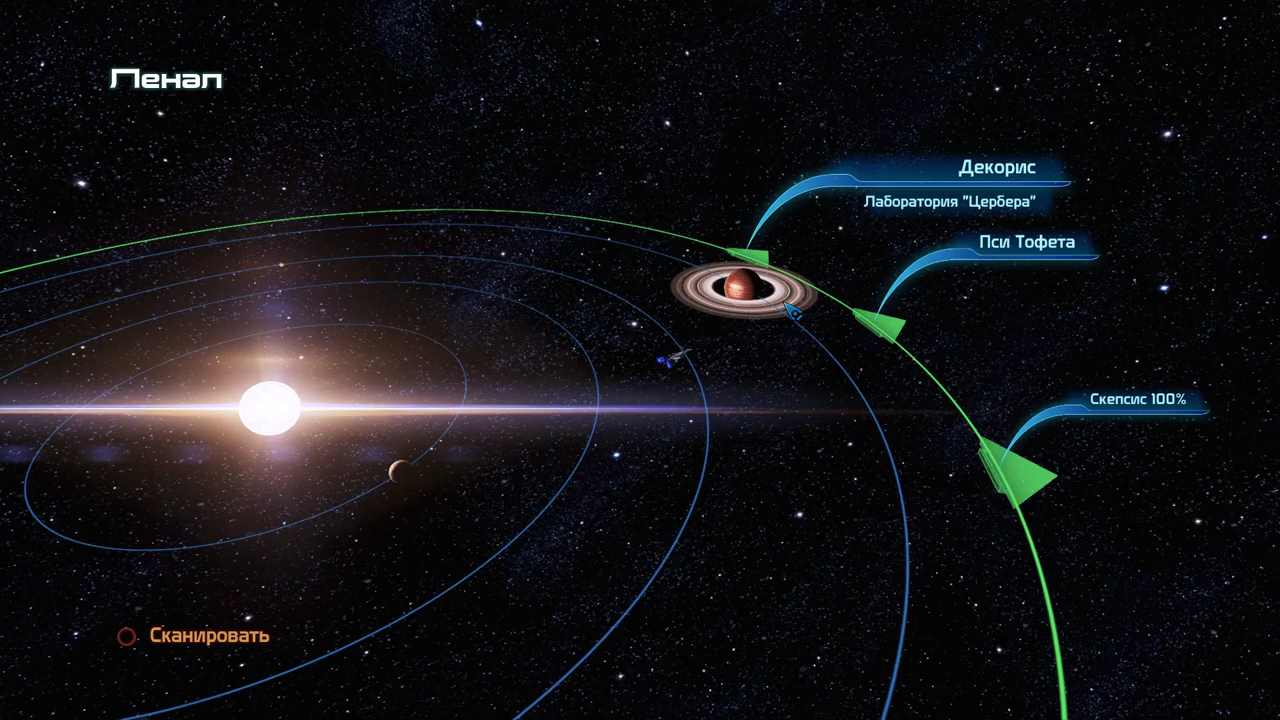 Пенал
Декорис
Лаборатория "Цербера"
Пси Тофета
Скепсис 100%
Сканировать